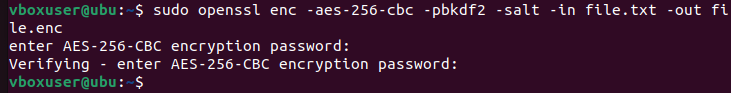 vboxuser@ubu:~$ sudo openssl enc -aes-256-cbc -pbkdf2 -salt -in file.txt -out fi
le.enc
enter AES-256-CBC encryption password:
Verifying - enter AES-256-CBC encryption password:
vboxuser@ubu:~$